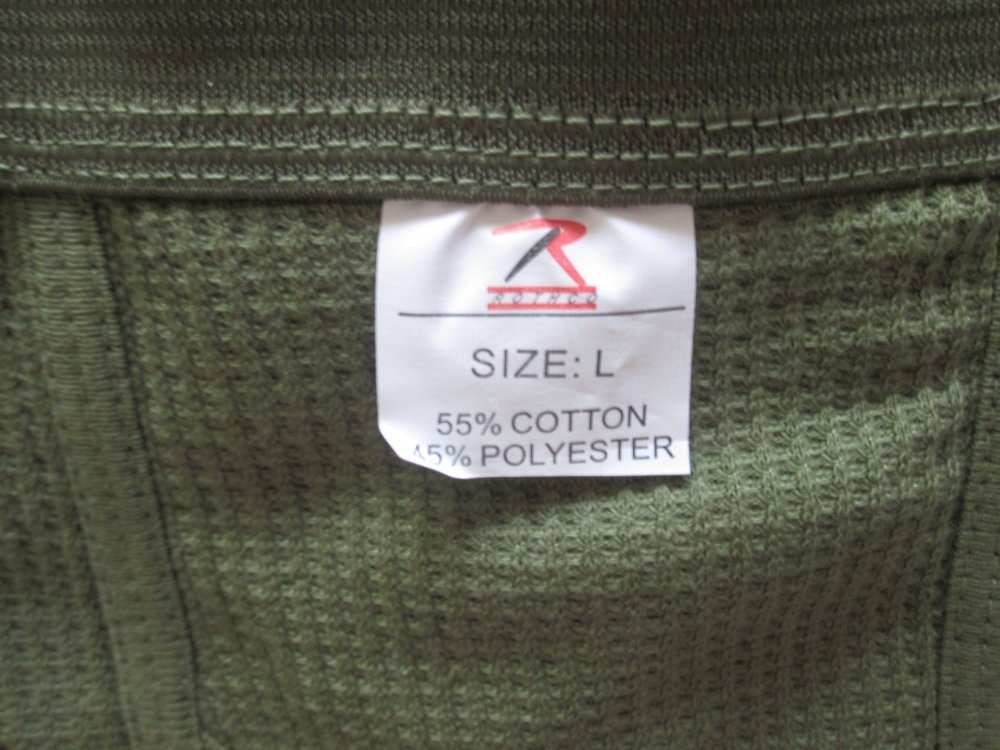 ROTHCO
SIZE: L
55% COTTON
45% POLYESTER